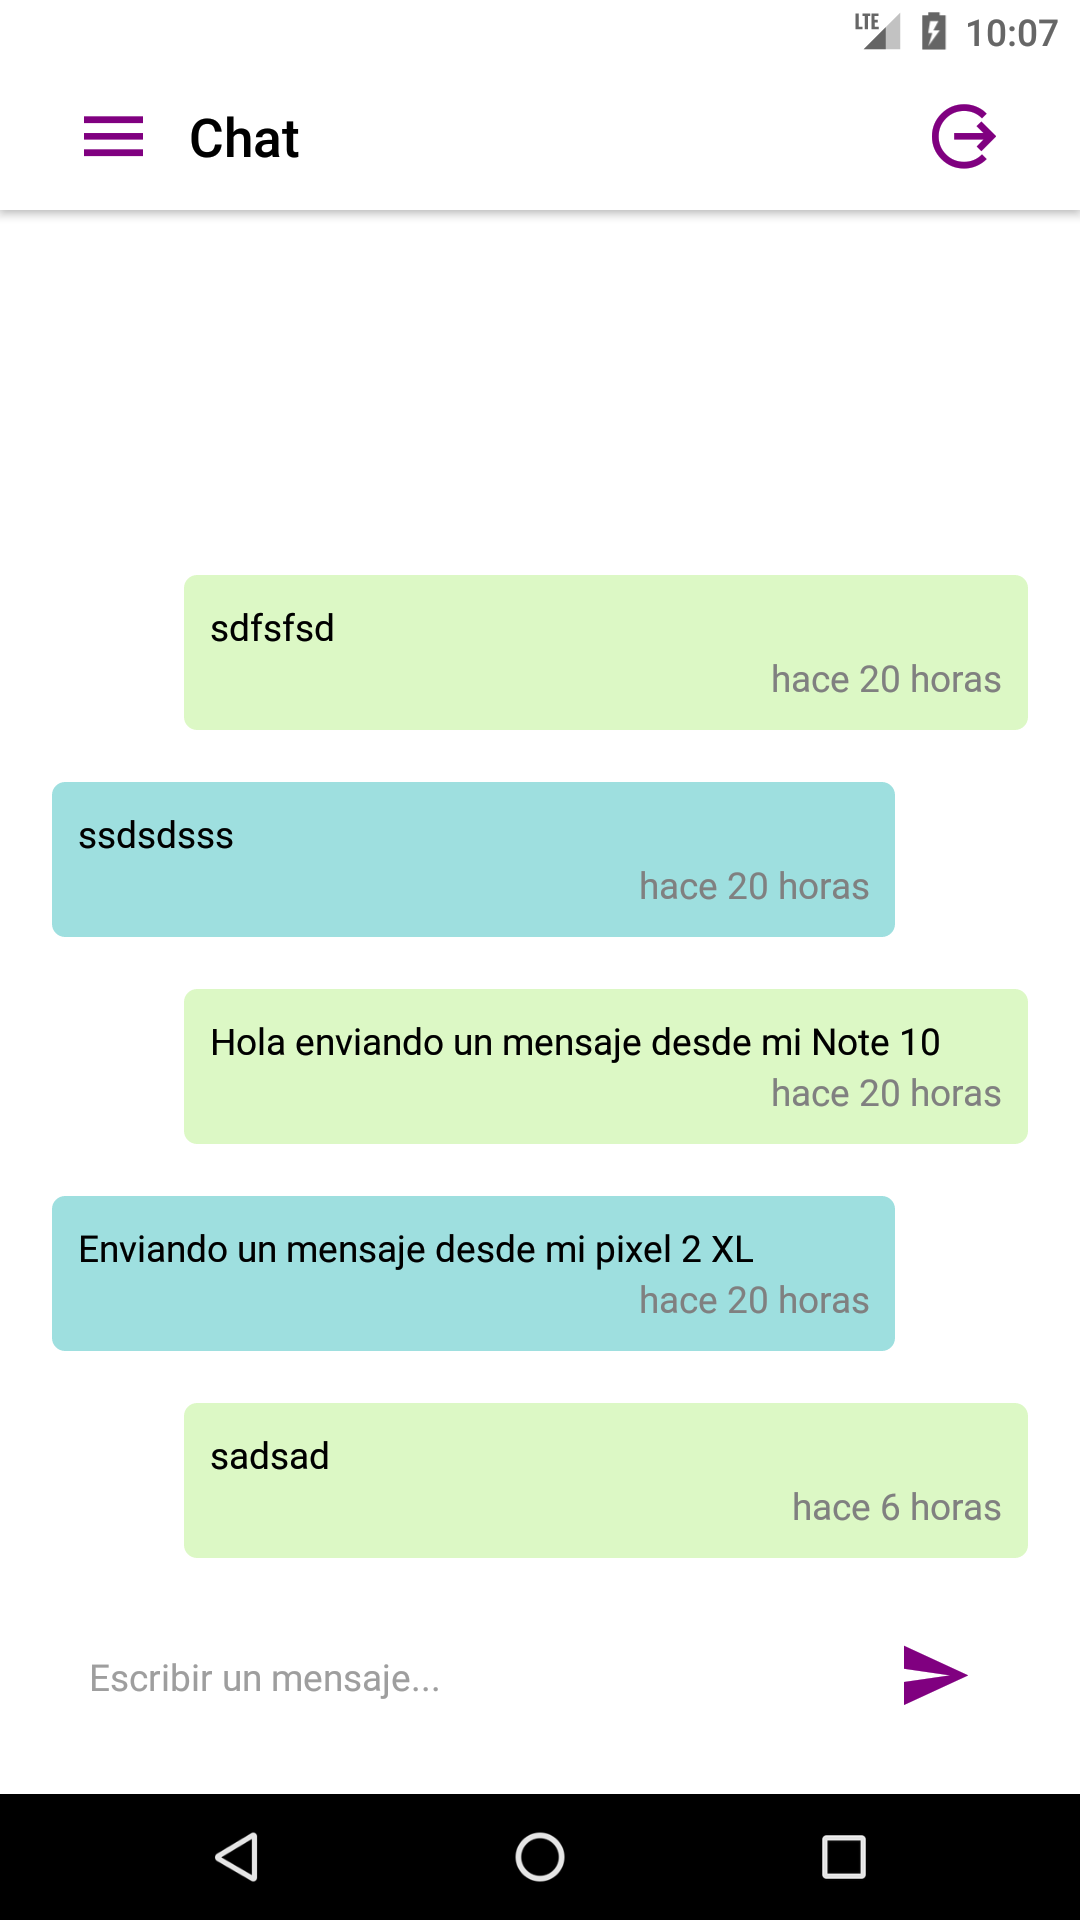 LTE 10:07
Chat
sdfsfsd
hace 20 horas
ssdsdsss
hace 20 horas
Hola enviando un mensaje desde mi Note 10
hace 20 horas
Enviando un mensaje desde mi pixel 2 XL
hace 20 horas
sadsad
hace 6 horas
Escribir un mensaje...